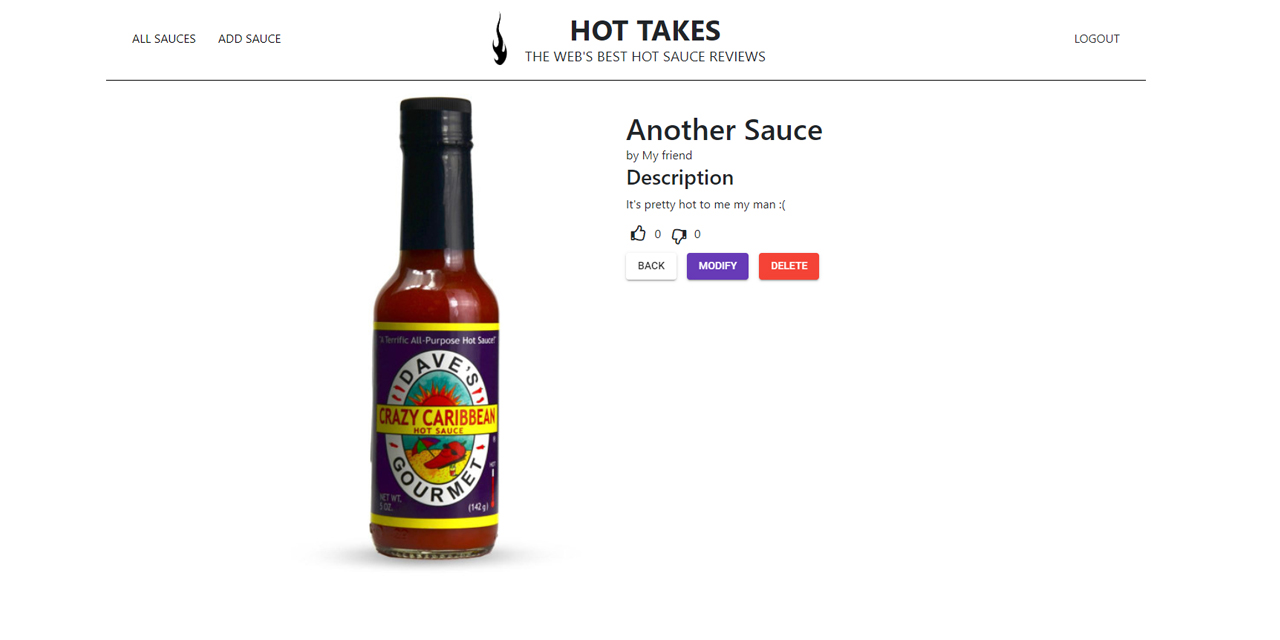 ALL SAUCES
ADD SAUCE
HOT TAKES
THE WEB'S BEST HOT SAUCE REVIEWS
LOGOUT
"A Terrific All-Purpose Hot Sauce!"
DAVE'S
CRAZY CARIBBEAN
HOT SAUCE
GOURMET
HOT
NET WT.
5 OZ.
(142 g)
Another Sauce
by My friend
Description
It's pretty hot to me my man :(
0
0
BACK
MODIFY
DELETE